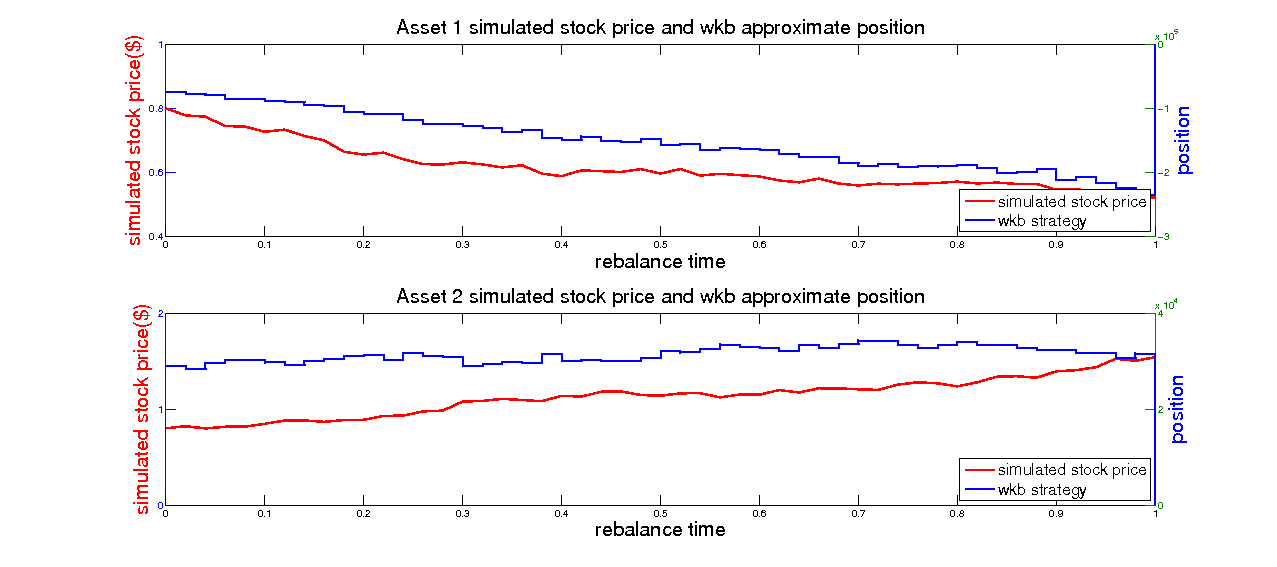 Asset 1 simulated stock price and wkb approximate position
simulated stock price($)
1
0.8
0.6
0.4
x 10^5
0
-1
-2
-3
position
simulated stock price
wkb strategy
0 0.1 0.2 0.3 0.4 0.5 0.6 0.7 0.8 0.9 1
rebalance time
Asset 2 simulated stock price and wkb approximate position
simulated stock price($)
2
1
0
x 10^4
4
2
0
position
simulated stock price
wkb strategy
0 0.1 0.2 0.3 0.4 0.5 0.6 0.7 0.8 0.9 1
rebalance time